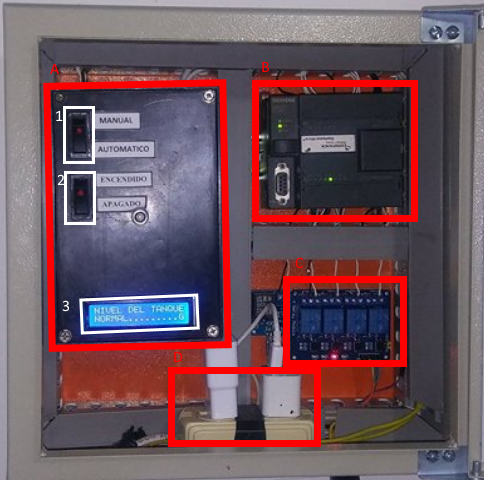 A
B
1
MANUAL
AUTOMATICO
2
ENCENDIDO
APAGADO
SIEMENS
3
NIVEL DEL TANQUE
NORMAL.........G
C